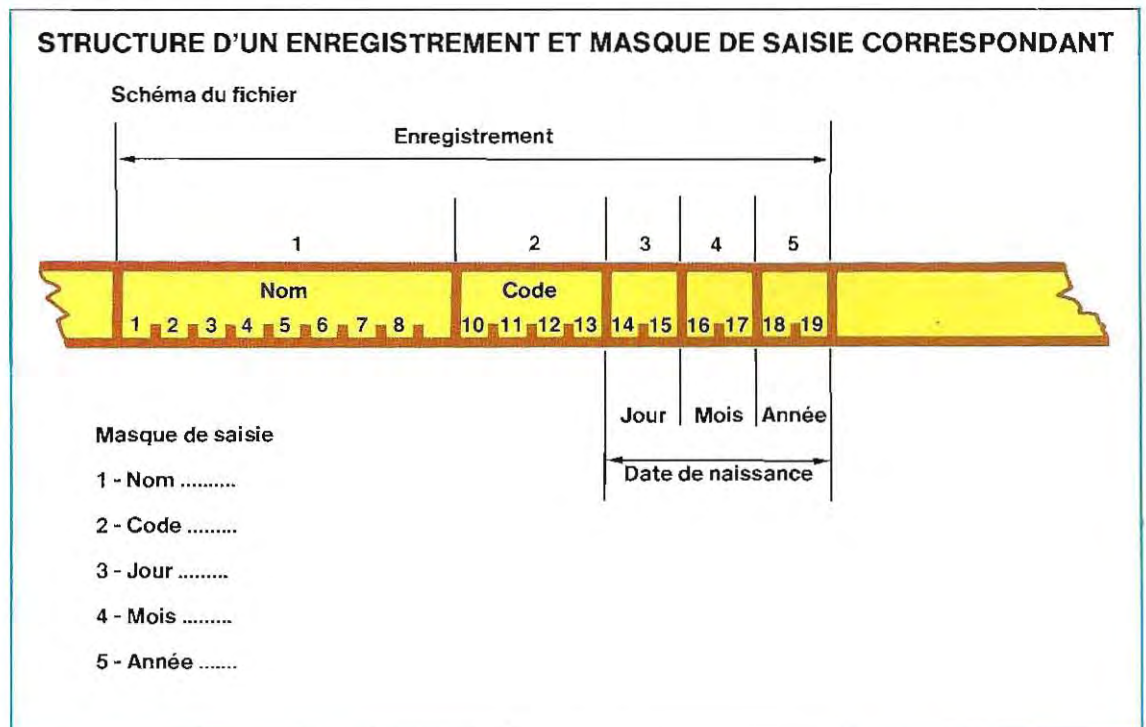 STRUCTURE D'UN ENREGISTREMENT ET MASQUE DE SAISIE CORRESPONDANT
Schéma du fichier
Enregistrement
1 2 3 4 5
Nom Code
1 2 3 4 5 6 7 8 10 11 12 13 14 15 16 17 18 19
Jour Mois Année
Date de naissance
Masque de saisie
1 - Nom ..........
2 - Code .........
3 - Jour .........
4 - Mois .........
5 - Année .......